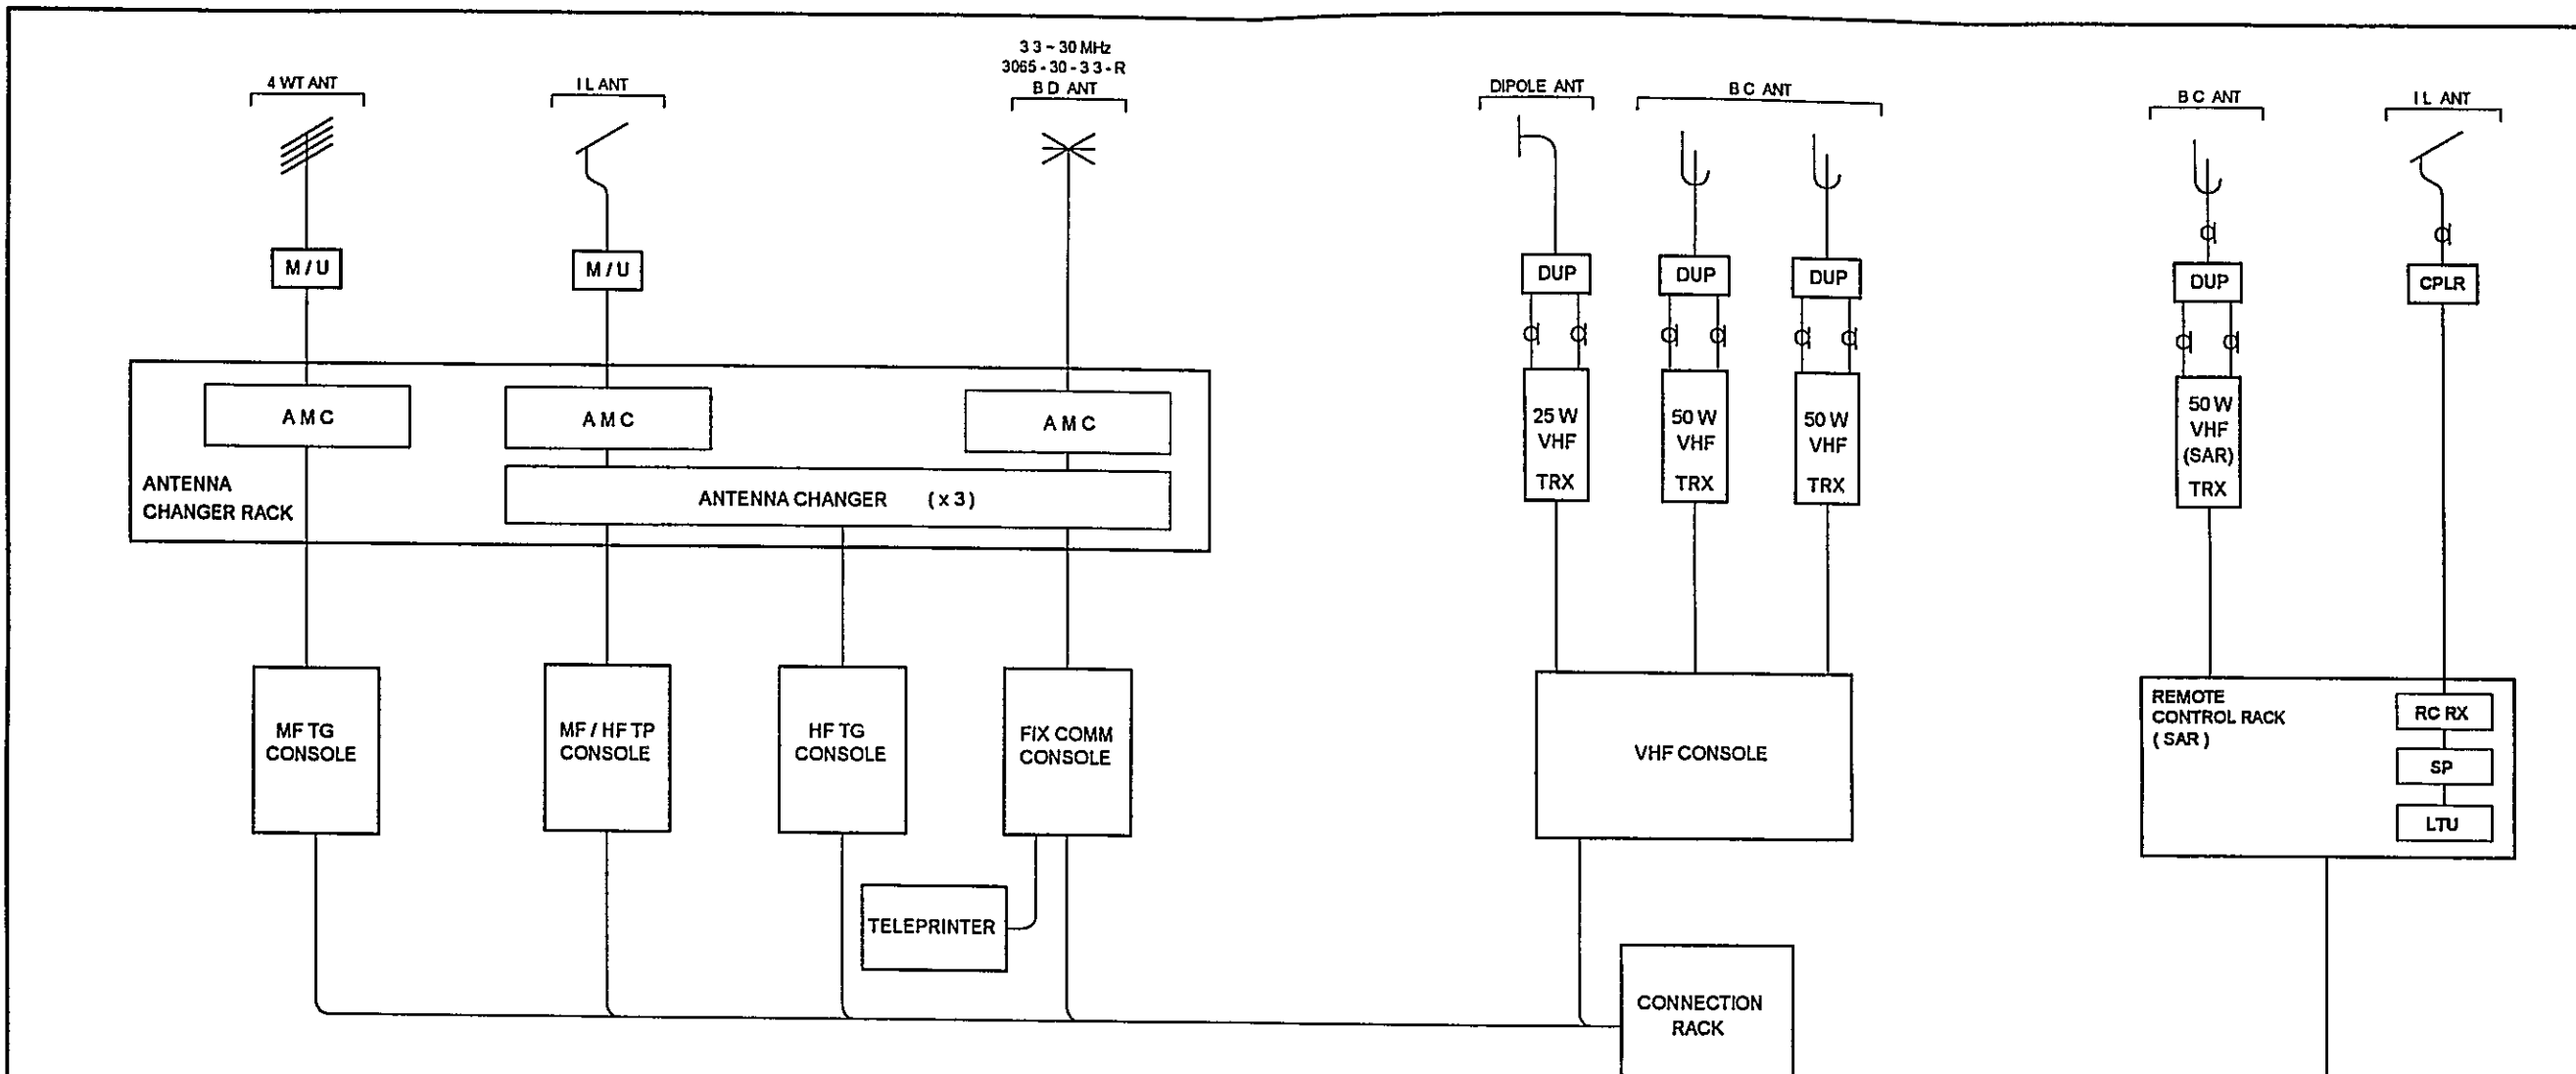 3 3 ~ 30 MHz
3065 - 30 - 3 3 - R
4 WT ANT
I L ANT
B D ANT
DIPOLE ANT
B C ANT
B C ANT
I L ANT
M / U
M / U
DUP
DUP
DUP
DUP
CPLR
A M C
A M C
A M C
25 W
VHF
TRX
50 W
VHF
TRX
50 W
VHF
TRX
50 W
VHF
(SAR)
TRX
ANTENNA
CHANGER RACK
ANTENNA CHANGER ( x 3 )
MF TG
CONSOLE
MF / HF TP
CONSOLE
HF TG
CONSOLE
FIX COMM
CONSOLE
VHF CONSOLE
REMOTE
CONTROL RACK
( SAR )
RC RX
SP
LTU
TELEPRINTER
CONNECTION
RACK